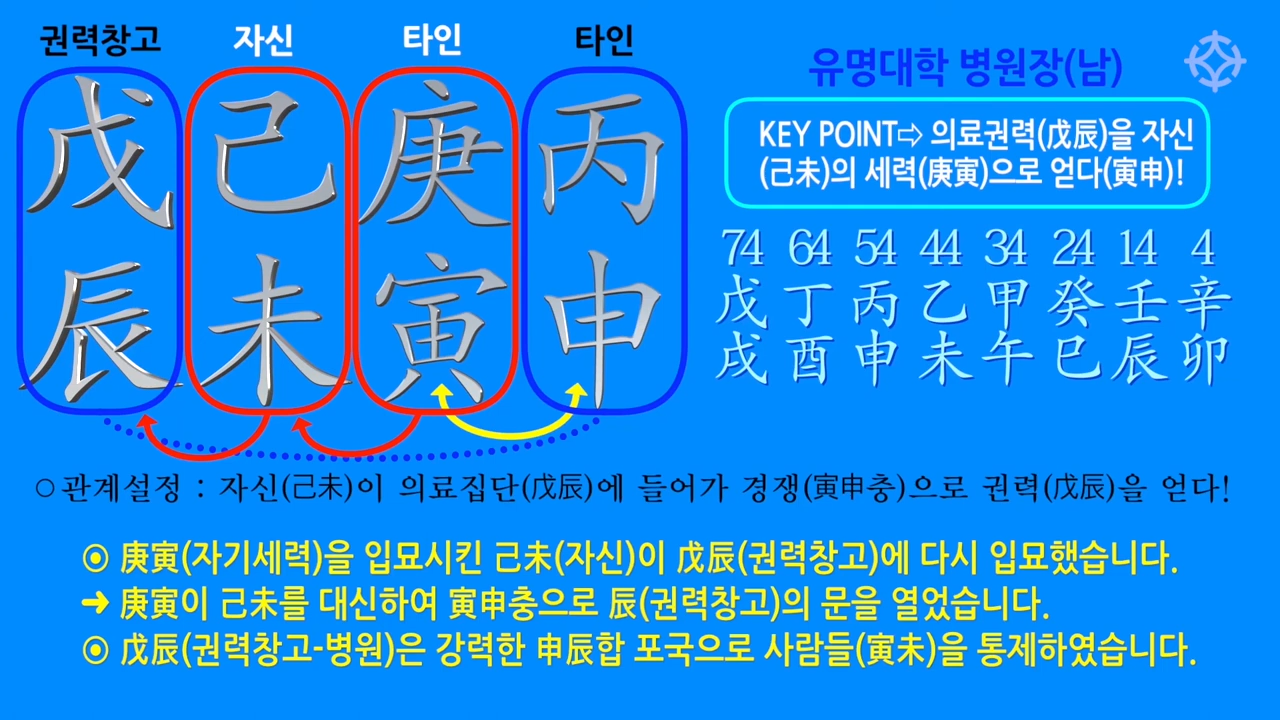 권력창고 자신 타인 타인
戊 己 庚 丙
辰 未 寅 申
유명대학 병원장(남)
KEY POINT⇨ 의료권력(戊辰)을 자신
(己未)의 세력(庚寅)으로 얻다(寅申)!
74 64 54 44 34 24 14 4
戊 丁 丙 乙 甲 癸 壬 辛
戌 酉 申 未 午 巳 辰 卯
○관계설정 : 자신(己未)이 의료집단(戊辰)에 들어가 경쟁(寅申충)으로 권력(戊辰)을 얻다!
⊙ 庚寅(자기세력)을 입묘시킨 己未(자신)이 戊辰(권력창고)에 다시 입묘했습니다.
➜ 庚寅이 己未를 대신하여 寅申충으로 辰(권력창고)의 문을 열었습니다.
⊙ 戊辰(권력창고-병원)은 강력한 申辰합 포국으로 사람들(寅未)을 통제하였습니다.